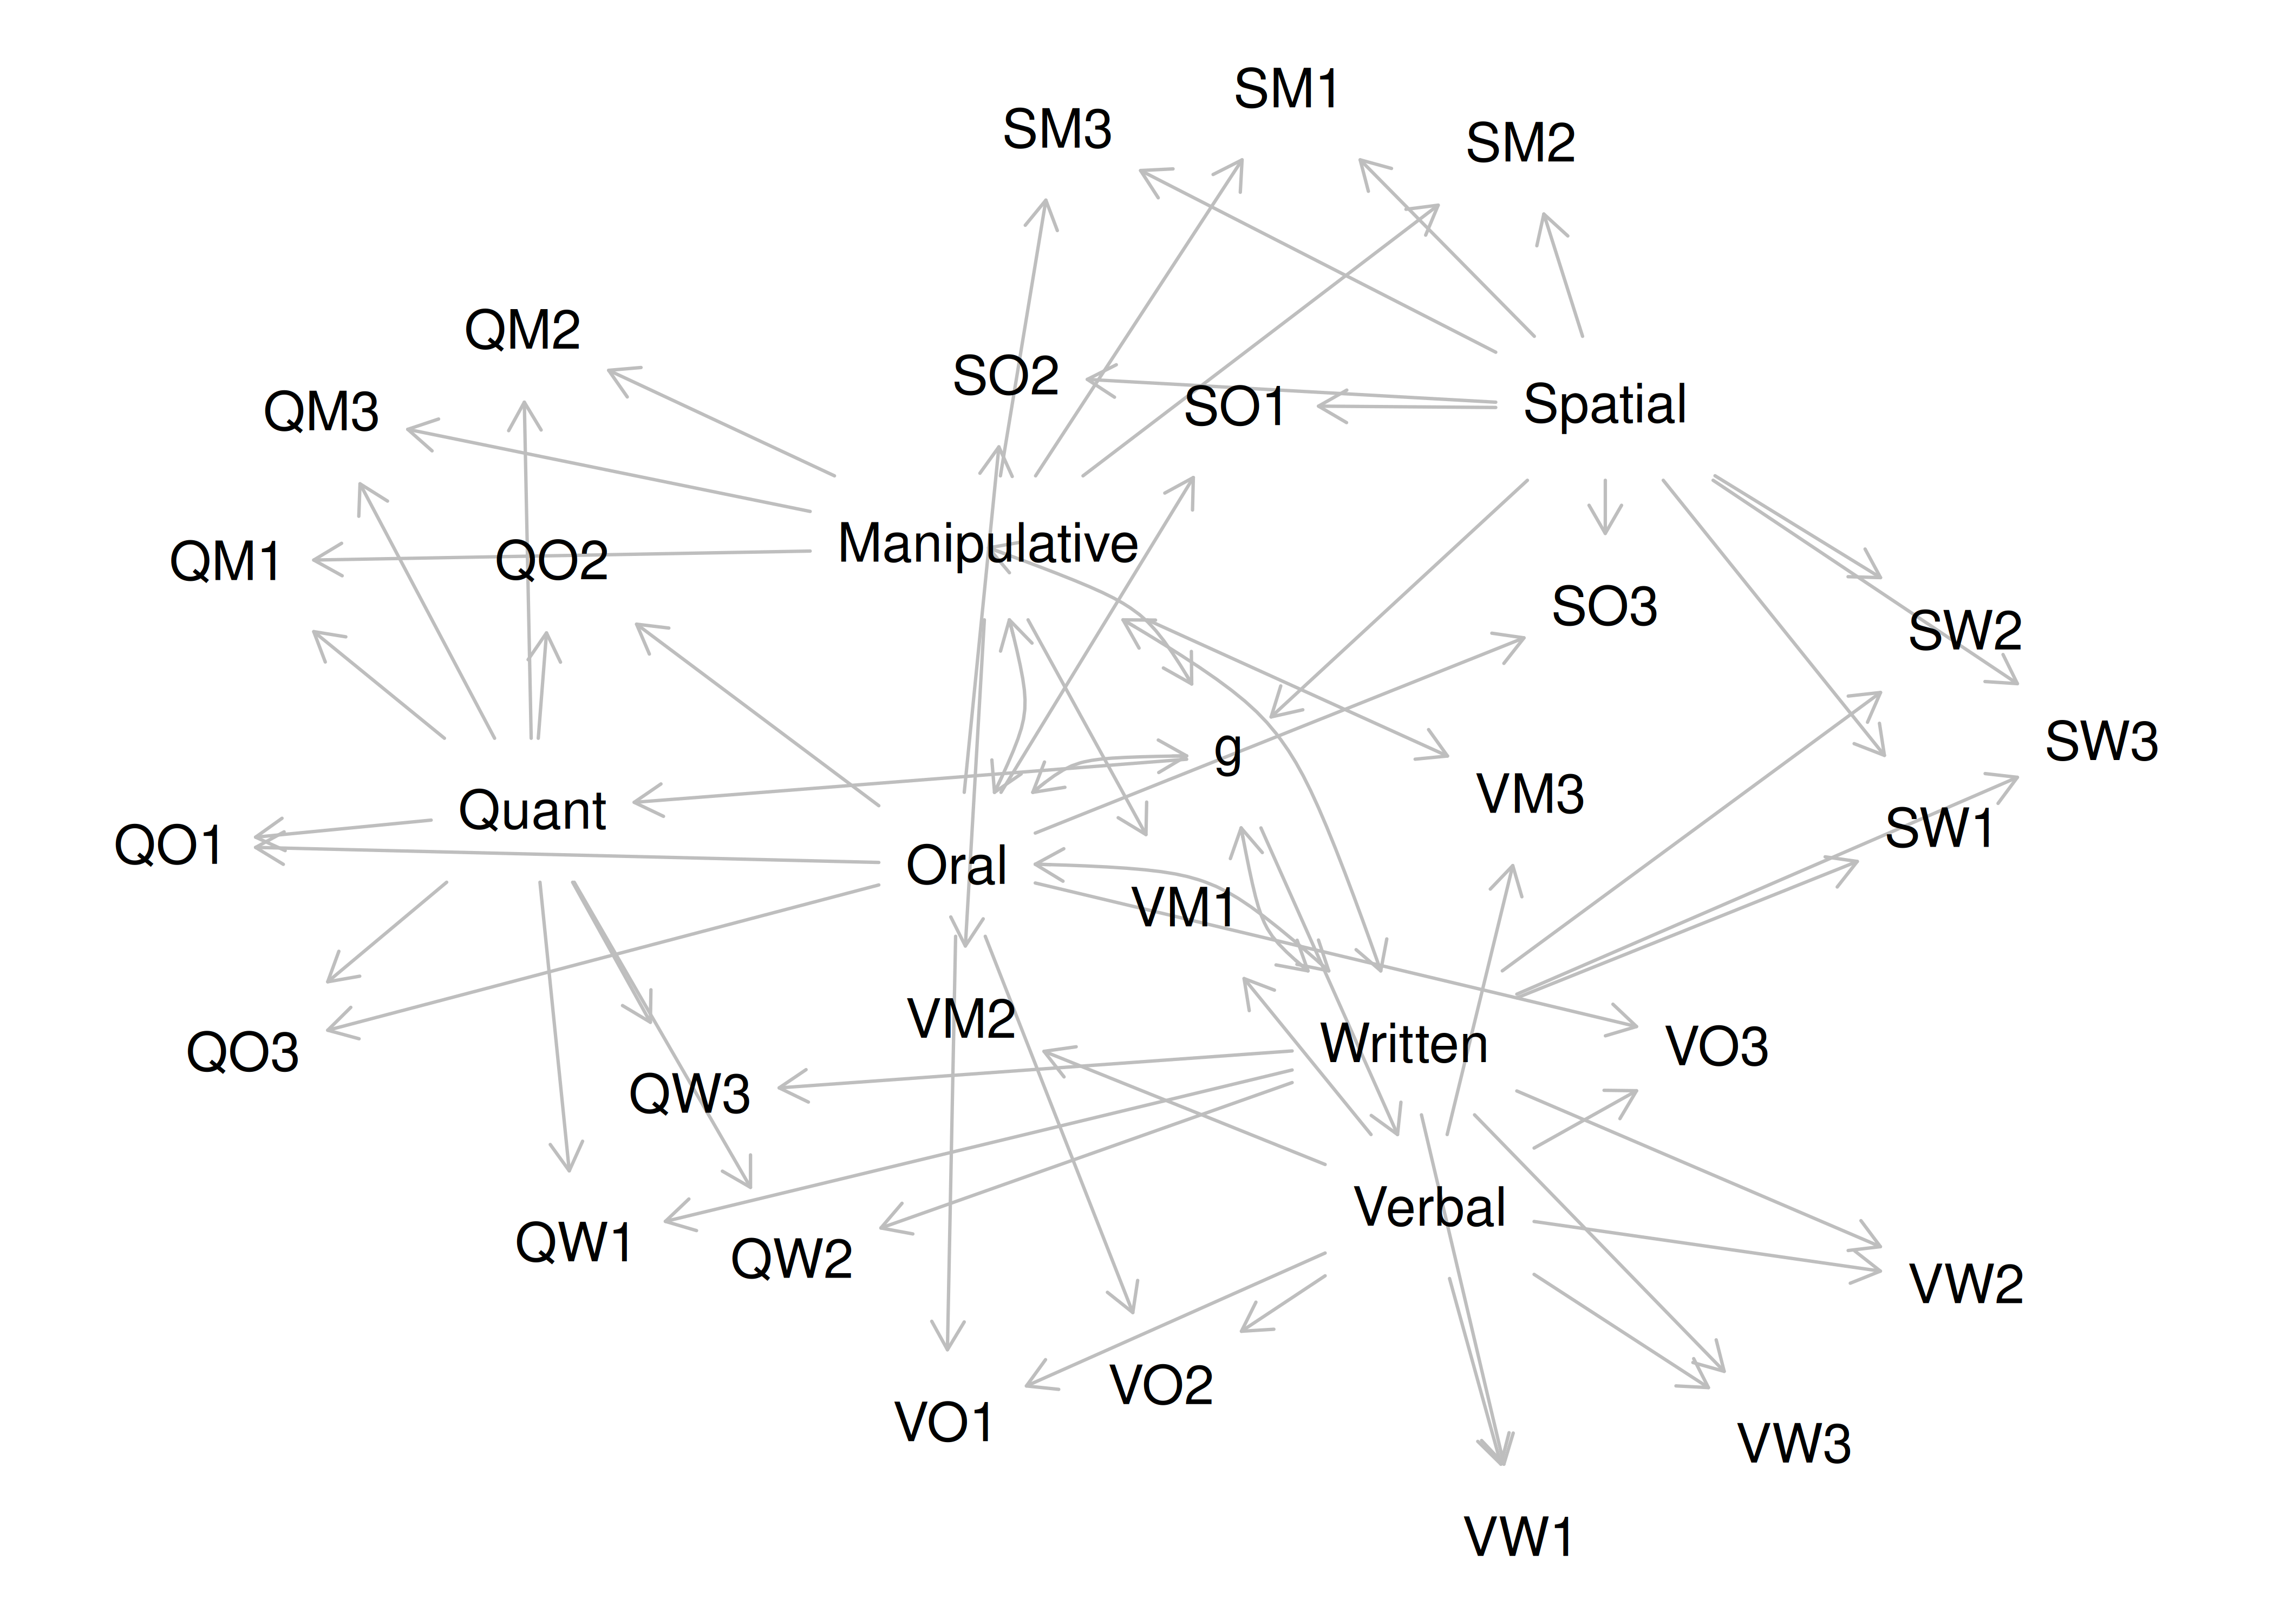 SM1
SM3
SM2
QM2
SO2
QM3
SO1
Spatial
Manipulative
QM1
QO2
SO3
SW2
g
SW3
VM3
Quant
SW1
QO1
Oral
VM1
VM2
Written
VO3
QO3
QW3
Verbal
QW1
QW2
VW2
VO2
VO1
VW3
VW1